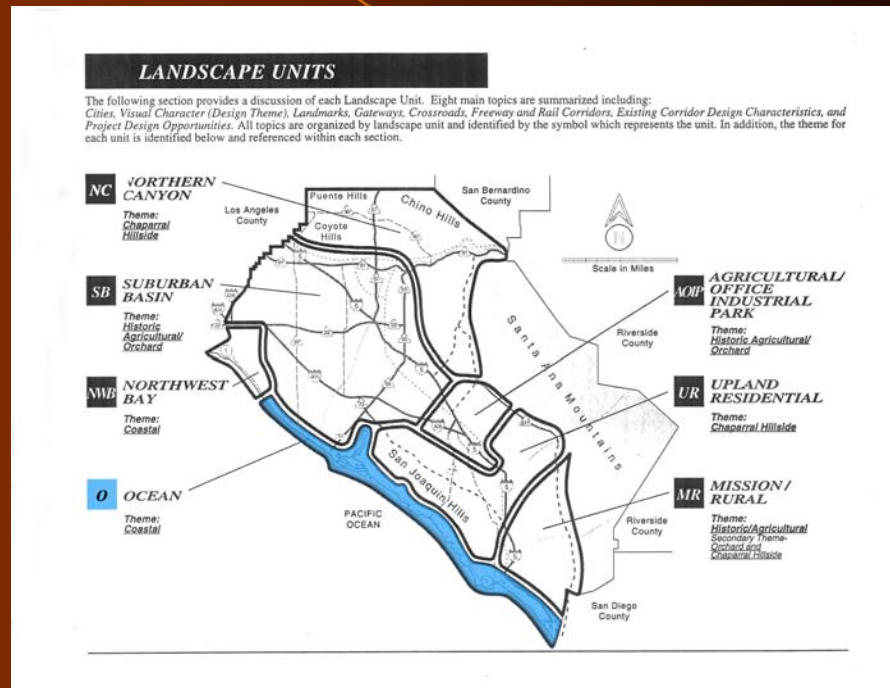 LANDSCAPE UNITS
The following section provides a discussion of each Landscape Unit. Eight main topics are summarized including:
Cities, Visual Character (Design Theme), Landmarks, Gateways, Crossroads, Freeway and Rail Corridors, Existing Corridor Design Characteristics, and
Project Design Opportunities. All topics are organized by landscape unit and identified by the symbol which represents the unit. In addition, the theme for
each unit is identified below and referenced within each section.
NC
NORTHERN
CANYON
Theme:
Chaparral
Hillside
Los Angeles
County
Puente Hills
Coyote
Hills
Chino Hills
San Bernardino
County
N
Scale in Miles
SB
SUBURBAN
BASIN
Theme:
Historic
Agricultural/
Orchard
AOIP
AGRICULTURAL/
OFFICE
INDUSTRIAL
PARK
Theme:
Historic Agricultural/
Orchard
Riverside
County
Santa Ana Mountains
NWB
NORTHWEST
BAY
Theme:
Coastal
UR
UPLAND
RESIDENTIAL
Theme:
Chaparral Hillside
San Joaquin Hills
O
OCEAN
Theme:
Coastal
PACIFIC
OCEAN
MR
MISSION /
RURAL
Theme:
Historic/Agricultural
Secondary Theme-
Orchard and
Chaparral Hillside
Riverside
County
San Diego
County